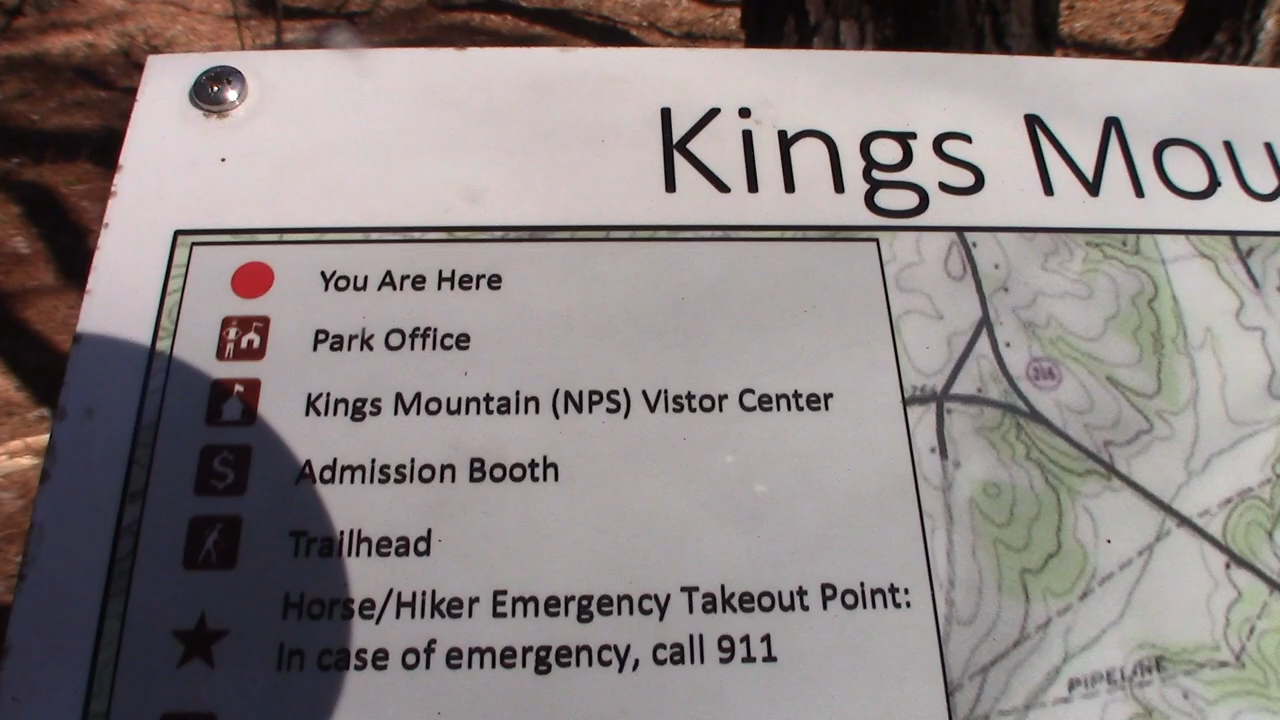 Kings Mou
You Are Here
Park Office
Kings Mountain (NPS) Vistor Center
$ Admission Booth
Trailhead
Horse/Hiker Emergency Takeout Point:
In case of emergency, call 911
PIPELINE